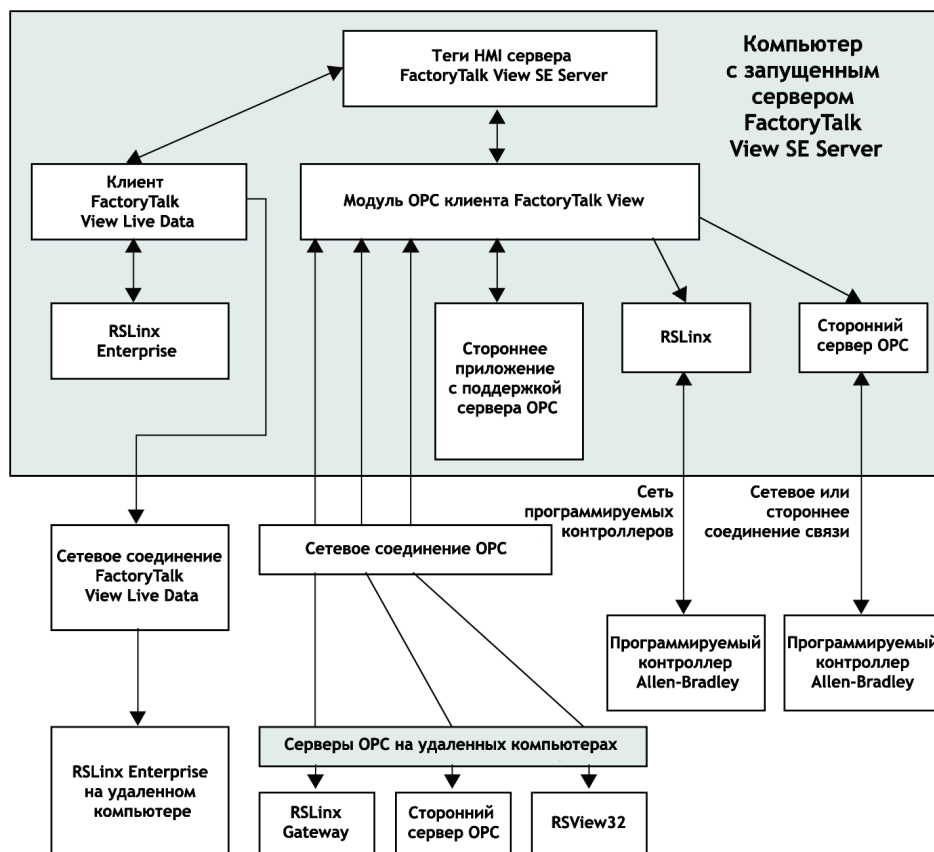 Теги HMI сервера
FactoryTalk View SE Server
Компьютер
с запущенным
сервером
FactoryTalk
View SE Server
Клиент
FactoryTalk
View Live Data
Модуль OPC клиента FactoryTalk View
RSLinx
Enterprise
Стороннее
приложение
с поддержкой
сервера OPC
RSLinx
Сторонний
сервер OPC
Сеть
программируемых
контроллеров
Сетевое или
стороннее
соединение связи
Сетевое соединение
FactoryTalk
View Live Data
Сетевое соединение OPC
Программируемый
контроллер
Allen-Bradley
Программируемый
контроллер
Allen-Bradley
Серверы OPC на удаленных компьютерах
RSLinx Enterprise
на удаленном
компьютере
RSLinx
Gateway
Сторонний
сервер OPC
RSView32